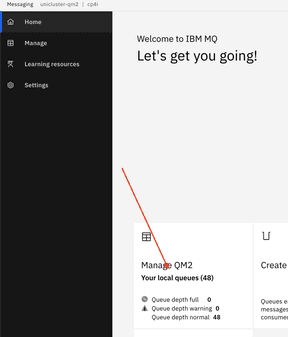 Messaging unicluster-qm2 | cp4i
Home
Manage
Learning resources
Settings
Welcome to IBM MQ
Let's get you going!
Manage QM2
Your local queues (48)
Queue depth full 0
Queue depth warning 0
Queue depth normal 48
Create
Queues e
messages
consume